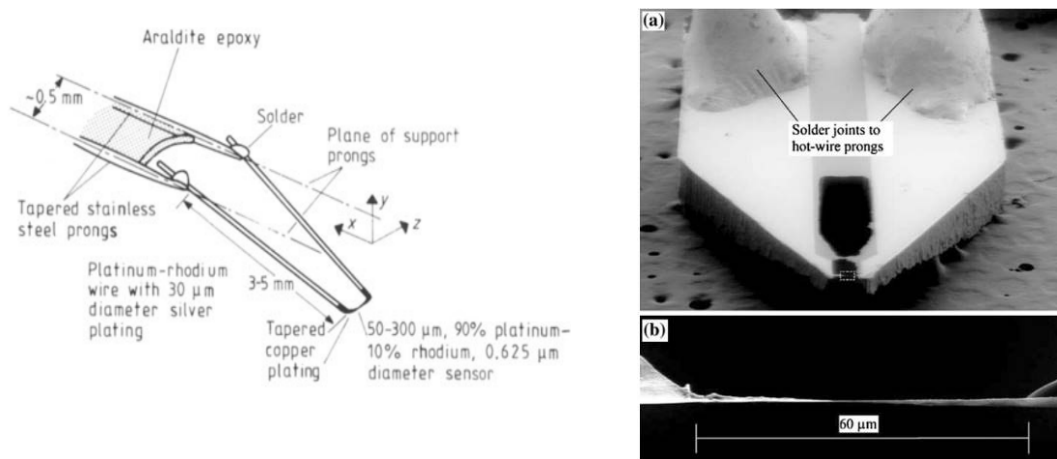 Araldite epoxy
~0.5 mm
Solder
Plane of support
prongs
y
x
z
Tapered stainless
steel prongs
Platinum-rhodium
wire with 30 μm
diameter silver
plating
3-5 mm
Tapered
copper
plating
50-300 μm, 90% platinum-
10% rhodium, 0.625 μm
diameter sensor
(a)
Solder joints to
hot-wire prongs
(b)
60 μm